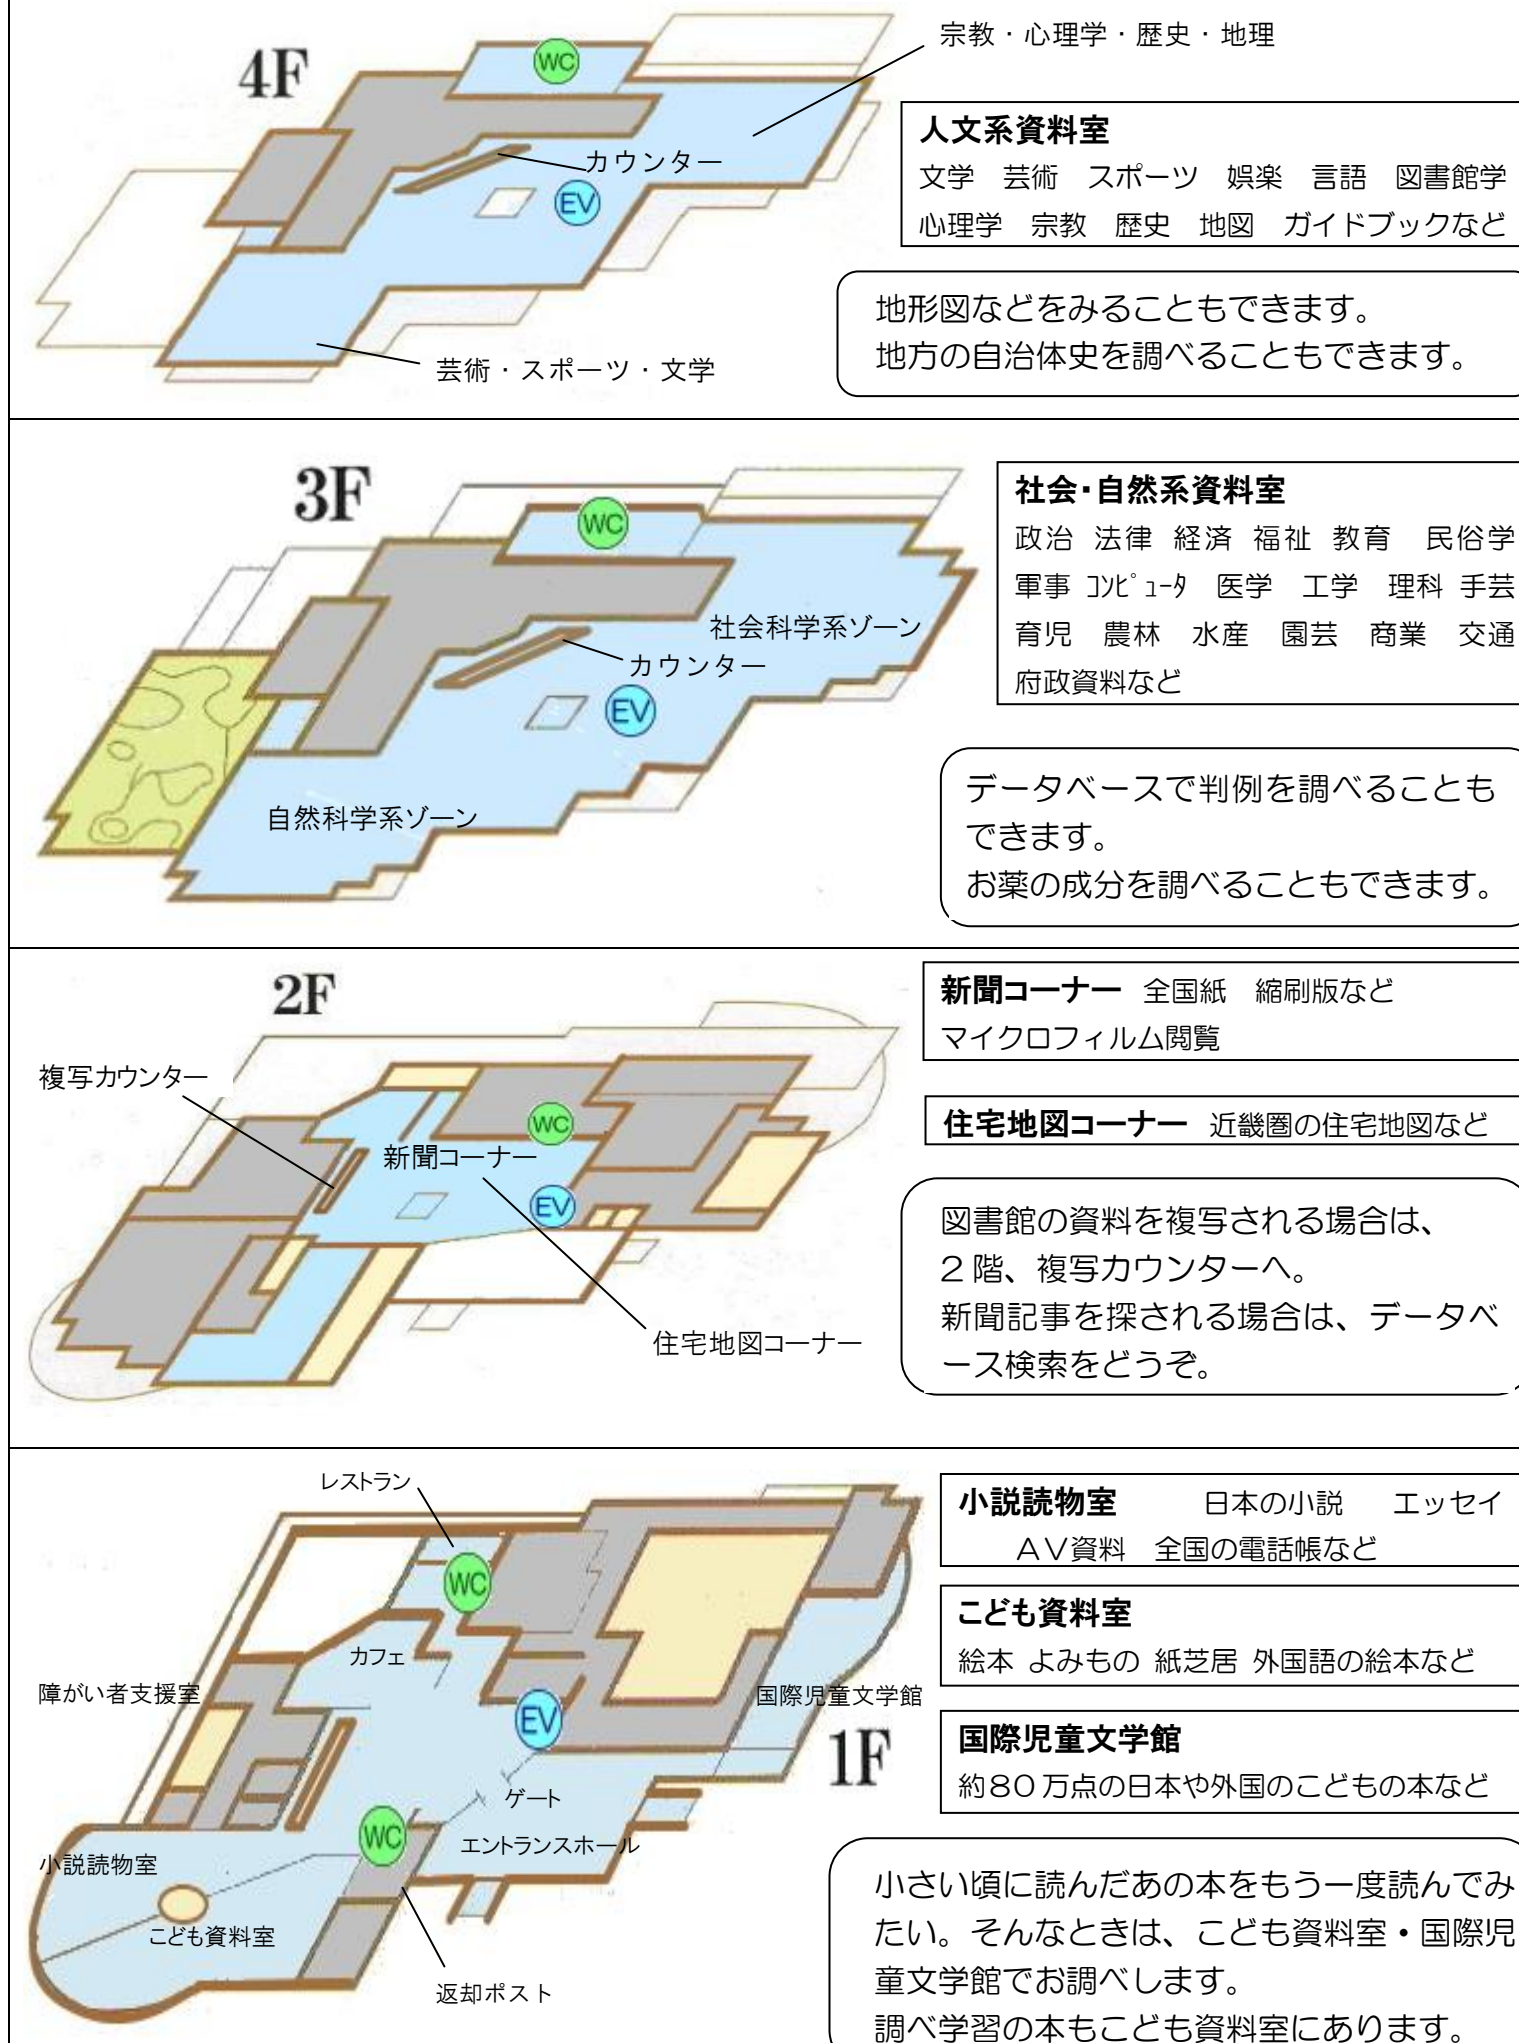 4F
WC
宗教・心理学・歴史・地理
カウンター
EV
芸術・スポーツ・文学
人文系資料室
文学　芸術　スポーツ　娯楽　言語　図書館学
心理学　宗教　歴史　地図　ガイドブックなど
地形図などをみることもできます。
地方の自治体史を調べることもできます。
3F
WC
社会科学系ゾーン
カウンター
EV
自然科学系ゾーン
社会・自然系資料室
政治 法律 経済 福祉 教育　民俗学
軍事 ｺﾝﾋﾟｭｰﾀ　医学　工学　理科 手芸
育児　農林　水産　園芸　商業　交通
府政資料など
データベースで判例を調べることも
できます。
お薬の成分を調べることもできます。
2F
複写カウンター
WC
新聞コーナー
EV
住宅地図コーナー
新聞コーナー　全国紙　縮刷版など
マイクロフィルム閲覧
住宅地図コーナー　近畿圏の住宅地図など
図書館の資料を複写される場合は、
２階、複写カウンターへ。
新聞記事を探される場合は、データベ
ース検索をどうぞ。
レストラン
WC
カフェ
障がい者支援室
国際児童文学館
EV
1F
ゲート
WC
エントランスホール
小説読物室
こども資料室
返却ポスト
小説読物室　　日本の小説　エッセイ
ＡＶ資料　全国の電話帳など
こども資料室
絵本 よみもの 紙芝居 外国語の絵本など
国際児童文学館
約８０万点の日本や外国のこどもの本など
小さい頃に読んだあの本をもう一度読んでみ
たい。そんなときは、こども資料室・国際児
童文学館でお調べします。
調べ学習の本もこども資料室にあります。